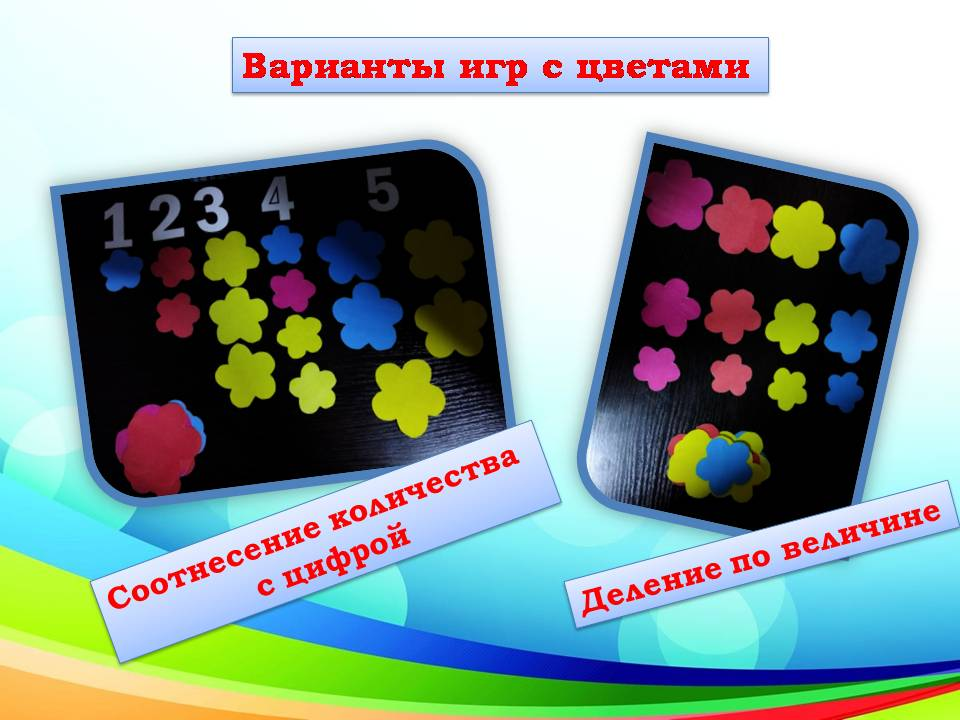 Варианты игр с цветами
1 2 3 4 5
Соотнесение количества
с цифрой
Деление по величине